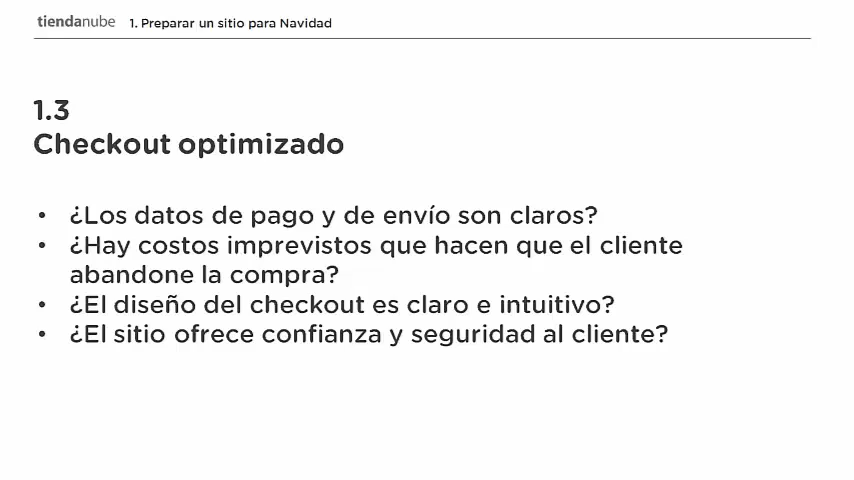 tiendanube 1. Preparar un sitio para Navidad
1.3
Checkout optimizado
• ¿Los datos de pago y de envío son claros?
• ¿Hay costos imprevistos que hacen que el cliente
abandone la compra?
• ¿El diseño del checkout es claro e intuitivo?
• ¿El sitio ofrece confianza y seguridad al cliente?